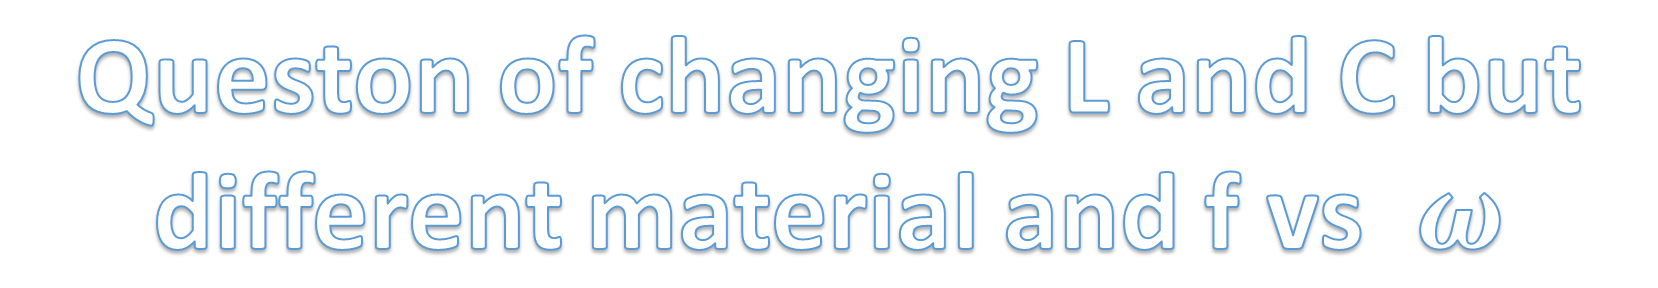 Queston of changing L and C but
different material and f vs ω